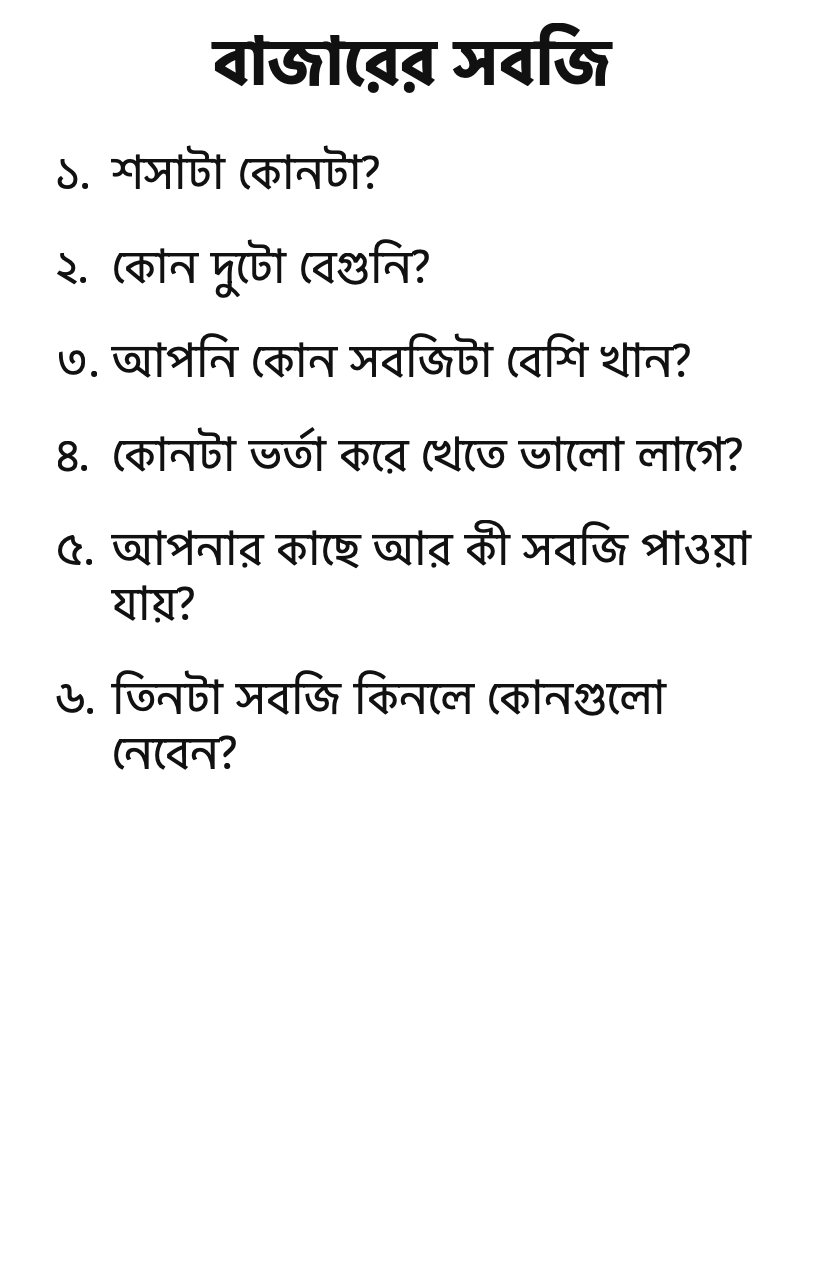 বাজারের সবজি
১. শসাটা কোনটা?
২. কোন দুটো বেগুনি?
৩. আপনি কোন সবজিটা বেশি খান?
৪. কোনটা ভর্তা করে খেতে ভালো লাগে?
৫. আপনার কাছে আর কী সবজি পাওয়া
যায়?
৬. তিনটা সবজি কিনলে কোনগুলো
নেবেন?